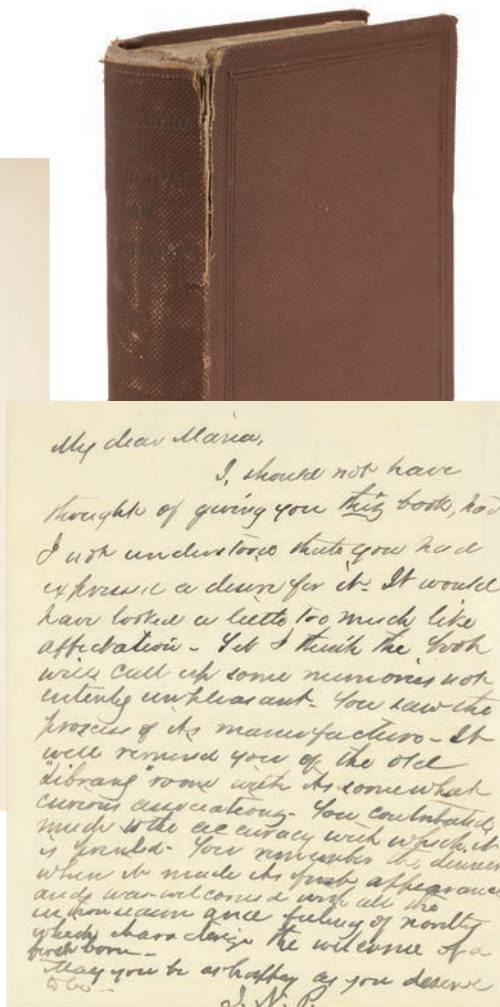 My dear Maria,
I, should not have
thought of giving you this book, had
I not understood that you had
expressed a desire for it. It would
have looked a little too much like
affectation - Yet I think the book
will call up some memories not
entirely unpleasant. You saw the
process of its manufacture - It
will remind you of the old
"Library" room with its somewhat
curious associations - You contributed
much to the accuracy with which it
is printed - You remember the dinner
when it made its first appearance
and was welcomed with all the
enthusiasm and feeling of novelty
which characterize the welcome of a
first born -
May you be as happy as you deserve
to be -